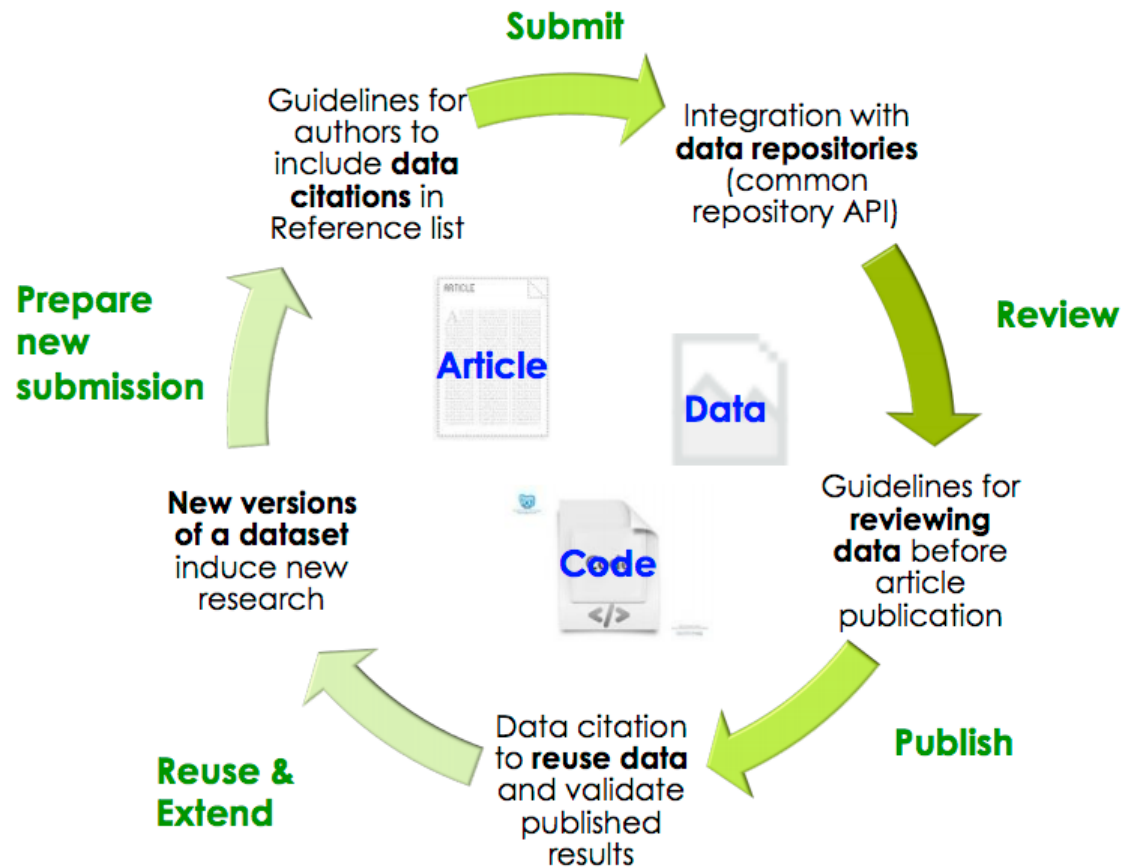 Submit
Guidelines for
authors to
include data
citations in
Reference list
Integration with
data repositories
(common
repository API)
Prepare
new
submission
Review
ARTICLE
Article
Data
New versions
of a dataset
induce new
research
Code
</>
Guidelines for
reviewing
data before
article
publication
Data citation
to reuse data
and validate
published
results
Publish
Reuse &
Extend